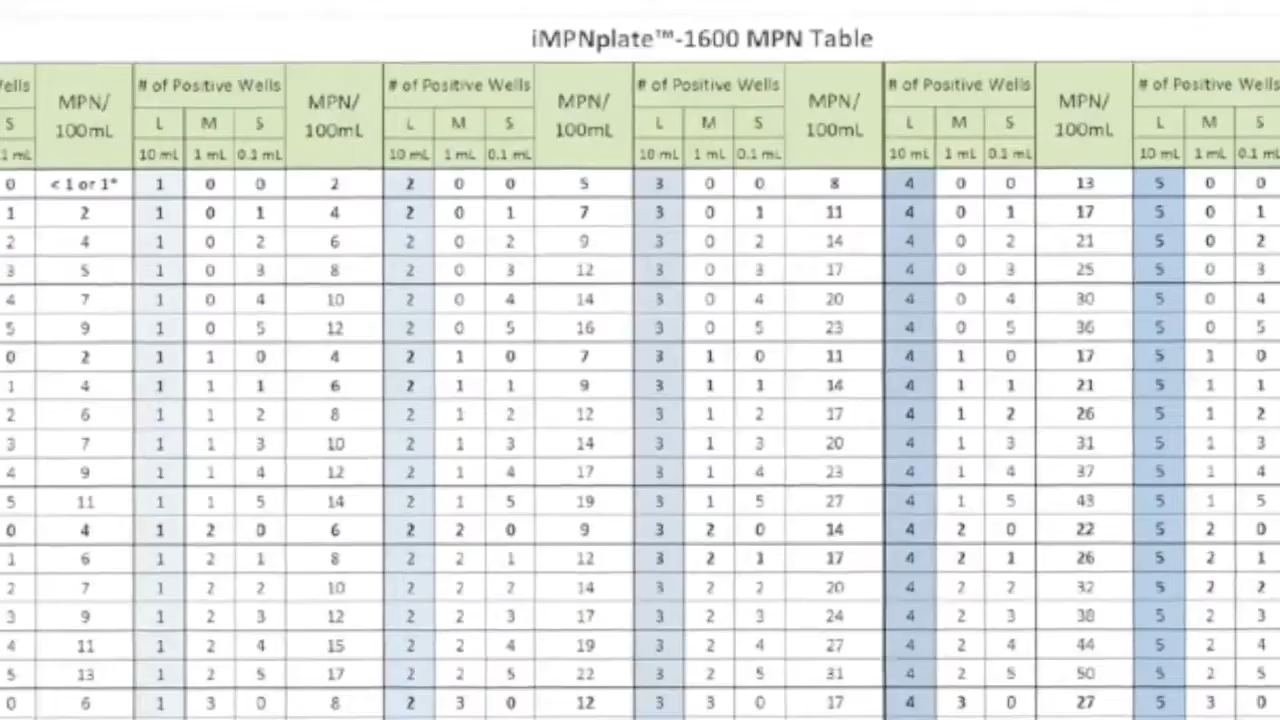 iMPNplate™-1600 MPN Table
Wells MPN/ 100mL # of Positive Wells MPN/ 100mL # of Positive Wells MPN/ 100mL # of Positive Wells MPN/ 100mL # of Positive Wells MPN/ 100mL # of Positive Wells
S L M S L M S L M S L M S L M S
1 mL 10 mL 1 mL 0.1 mL 10 mL 1 mL 0.1 mL 10 mL 1 mL 0.1 mL 10 mL 1 mL 0.1 mL 10 mL 1 mL 0.1 mL
0 < 1 or 1* 1 0 0 2 2 0 0 5 3 0 0 8 4 0 0 13 5 0 0
1 2 1 0 1 4 2 0 1 7 3 0 1 11 4 0 1 17 5 0 1
2 4 1 0 2 6 2 0 2 9 3 0 2 14 4 0 2 21 5 0 2
3 5 1 0 3 8 2 0 3 12 3 0 3 17 4 0 3 25 5 0 3
4 7 1 0 4 10 2 0 4 14 3 0 4 20 4 0 4 30 5 0 4
5 9 1 0 5 12 2 0 5 16 3 0 5 23 4 0 5 36 5 0 5
0 2 1 1 0 4 2 1 0 7 3 1 0 11 4 1 0 17 5 1 0
1 4 1 1 1 6 2 1 1 9 3 1 1 14 4 1 1 21 5 1 1
2 6 1 1 2 8 2 1 2 12 3 1 2 17 4 1 2 26 5 1 2
3 7 1 1 3 10 2 1 3 14 3 1 3 20 4 1 3 31 5 1 3
4 9 1 1 4 12 2 1 4 17 3 1 4 23 4 1 4 37 5 1 4
5 11 1 1 5 14 2 1 5 19 3 1 5 27 4 1 5 43 5 1 5
0 4 1 2 0 6 2 2 0 9 3 2 0 14 4 2 0 22 5 2 0
1 6 1 2 1 8 2 2 1 12 3 2 1 17 4 2 1 26 5 2 1
2 7 1 2 2 10 2 2 2 14 3 2 2 20 4 2 2 32 5 2 2
3 9 1 2 3 12 2 2 3 17 3 2 3 24 4 2 3 38 5 2 3
4 11 1 2 4 15 2 2 4 19 3 2 4 27 4 2 4 44 5 2 4
5 13 1 2 5 17 2 2 5 22 3 2 5 31 4 2 5 50 5 2 5
0 6 1 3 0 8 2 3 0 12 3 3 0 17 4 3 0 27 5 3 0